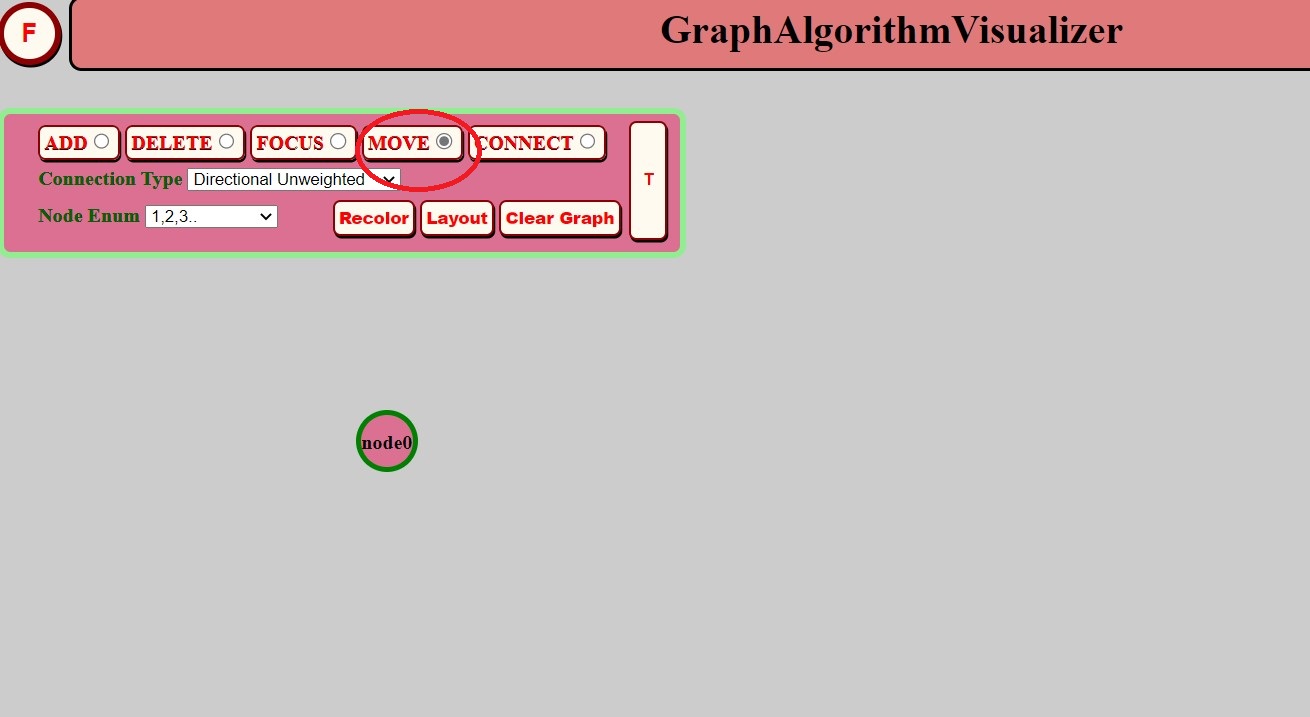 F
GraphAlgorithmVisualizer
ADD DELETE FOCUS MOVE CONNECT
T
Connection Type Directional Unweighted
Node Enum 1,2,3.. Recolor Layout Clear Graph
node0